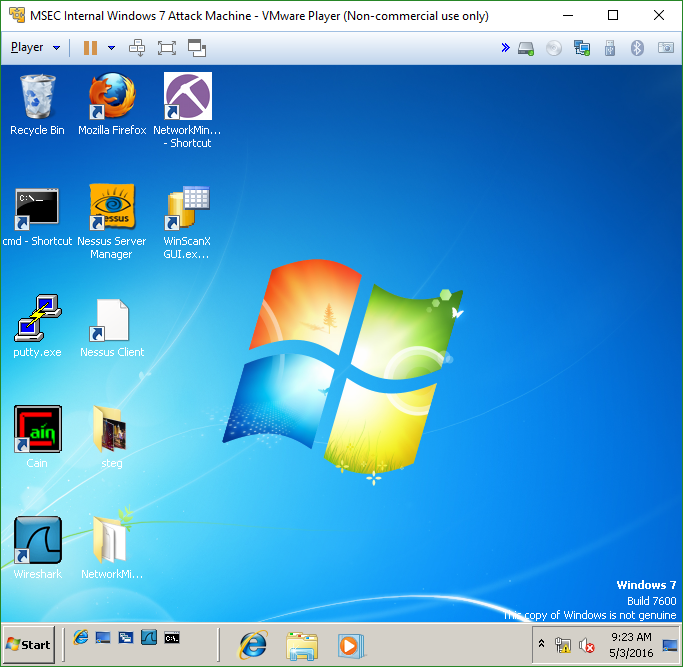 MSEC Internal Windows 7 Attack Machine - VMware Player (Non-commercial use only)
Player
Recycle Bin
Mozilla Firefox
NetworkMin...
- Shortcut
C:\_
cmd - Shortcut
Nessus
Nessus Server
Manager
WinScanX
GUI.ex...
putty.exe
Nessus Client
Cain
Cain
steg
Wireshark
NetworkMi...
Windows 7
Build 7600
This copy of Windows is not genuine
Start
C:\
9:23 AM
5/3/2016